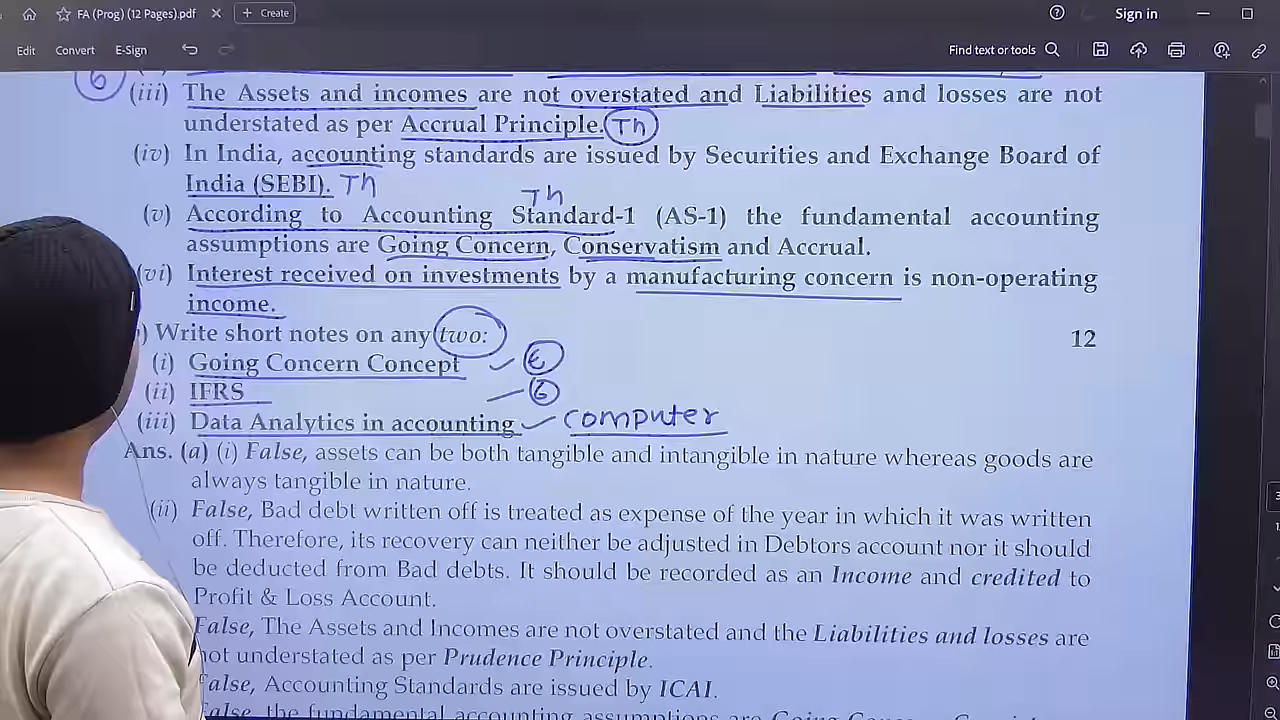 FA (Prog) (12 Pages).pdf
Create
Sign in
Edit Convert E-Sign
Find text or tools
6
(iii) The Assets and incomes are not overstated and Liabilities and losses are not
understated as per Accrual Principle. Th
(iv) In India, accounting standards are issued by Securities and Exchange Board of
India (SEBI). Th
Th
(v) According to Accounting Standard-1 (AS-1) the fundamental accounting
assumptions are Going Concern, Conservatism and Accrual.
(vi) Interest received on investments by a manufacturing concern is non-operating
income.
) Write short notes on any two: 12
(i) Going Concern Concept
(ii) IFRS 6
(iii) Data Analytics in accounting computer
Ans. (a) (i) False, assets can be both tangible and intangible in nature whereas goods are
always tangible in nature.
(ii) False, Bad debt written off is treated as expense of the year in which it was written
off. Therefore, its recovery can neither be adjusted in Debtors account nor it should
be deducted from Bad debts. It should be recorded as an Income and credited to
Profit & Loss Account.
False, The Assets and Incomes are not overstated and the Liabilities and losses are
not understated as per Prudence Principle.
False, Accounting Standards are issued by ICAI.
False, the fundamental accounting assumptions are Going